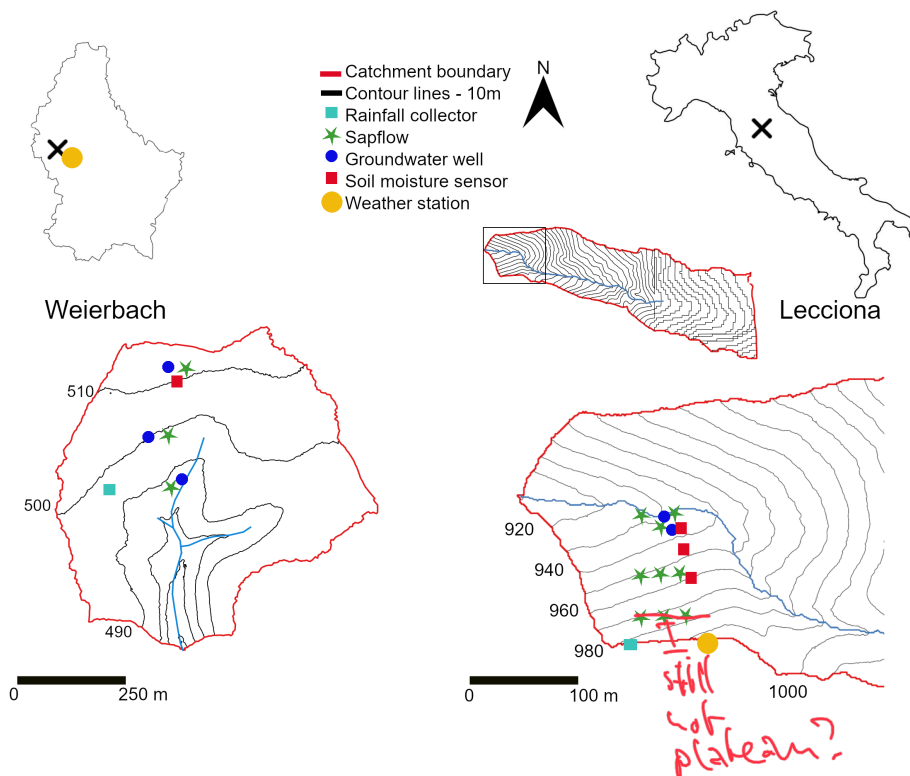 N
Catchment boundary
Contour lines - 10m
Rainfall collector
Sapflow
Groundwater well
Soil moisture sensor
Weather station
Weierbach
Lecciona
510
500
490
0
250 m
920
940
960
980
1000
0
100 m
still
not
plateau?